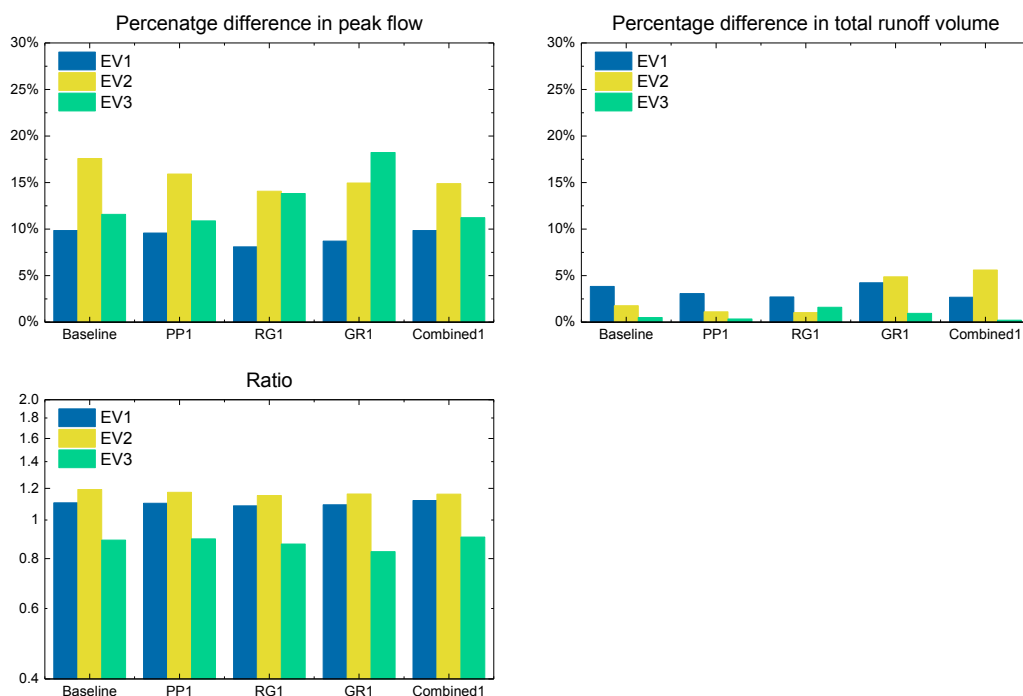 Percenatge difference in peak flow
30%
25%
20%
15%
10%
5%
0%
EV1
EV2
EV3
Baseline PP1 RG1 GR1 Combined1
Percentage difference in total runoff volume
30%
25%
20%
15%
10%
5%
0%
EV1
EV2
EV3
Baseline PP1 RG1 GR1 Combined1
Ratio
2.0
1.8
1.6
1.4
1.2
1
0.8
0.6
0.4
EV1
EV2
EV3
Baseline PP1 RG1 GR1 Combined1